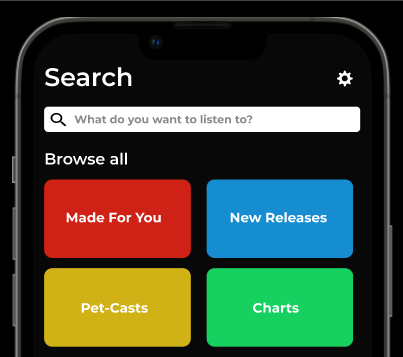 Search
What do you want to listen to?
Browse all
Made For You
New Releases
Pet-Casts
Charts